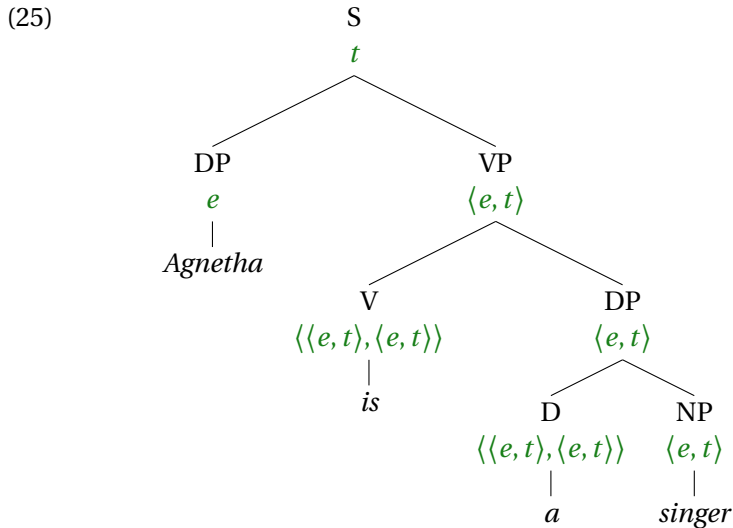 (25) S
t
DP VP
e ⟨e, t⟩
Agnetha
V DP
⟨⟨e, t⟩,⟨e, t⟩⟩ ⟨e, t⟩
is
D NP
⟨⟨e, t⟩,⟨e, t⟩⟩ ⟨e, t⟩
a singer